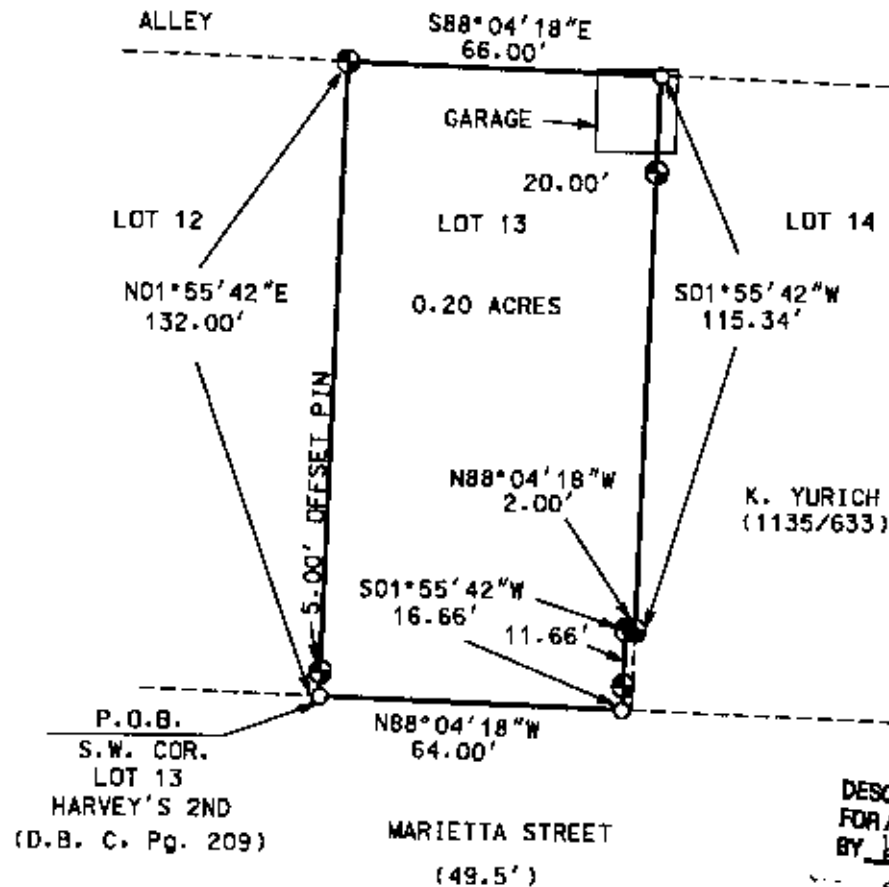 ALLEY
S88°04'18"E
66.00'
GARAGE
20.00'
LOT 12
LOT 13
LOT 14
N01°55'42"E
132.00'
0.20 ACRES
S01°55'42"W
115.34'
5.00' OFFSET PIN
N88°04'18"W
2.00'
K. YURICH
(1135/633)
S01°55'42"W
16.66'
11.66'
P.O.B.
S.W. COR.
LOT 13
HARVEY'S 2ND
(D.B. C. Pg. 209)
N88°04'18"W
64.00'
MARIETTA STREET
(49.5')
DESC
FOR
BY